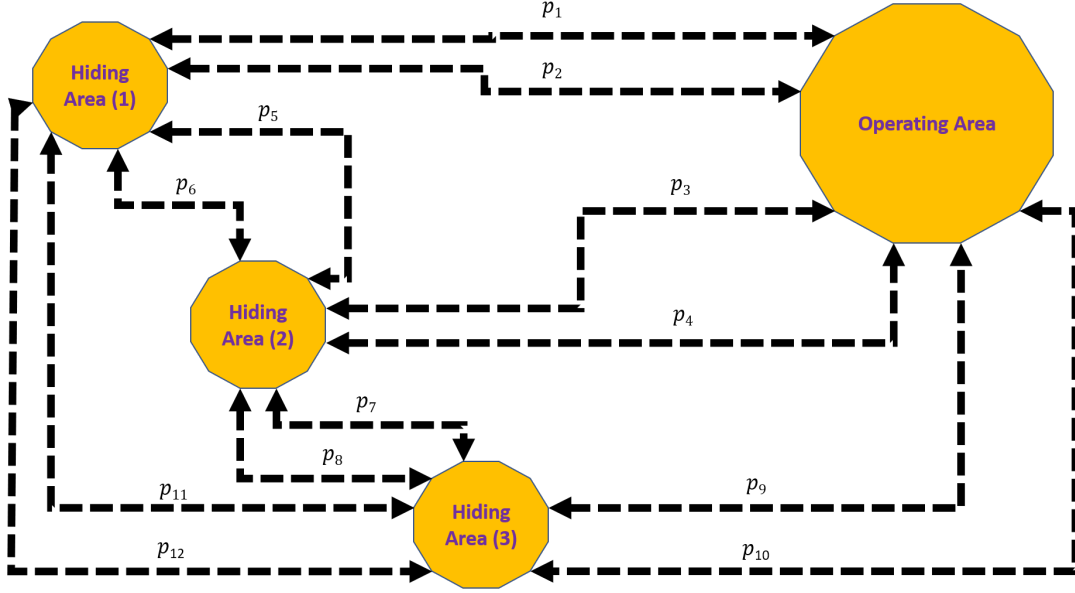 p1
Hiding
Area (1)
p2
p5
Operating Area
p6
p3
Hiding
Area (2)
p4
p7
p8
p11
p9
Hiding
Area (3)
p12
p10